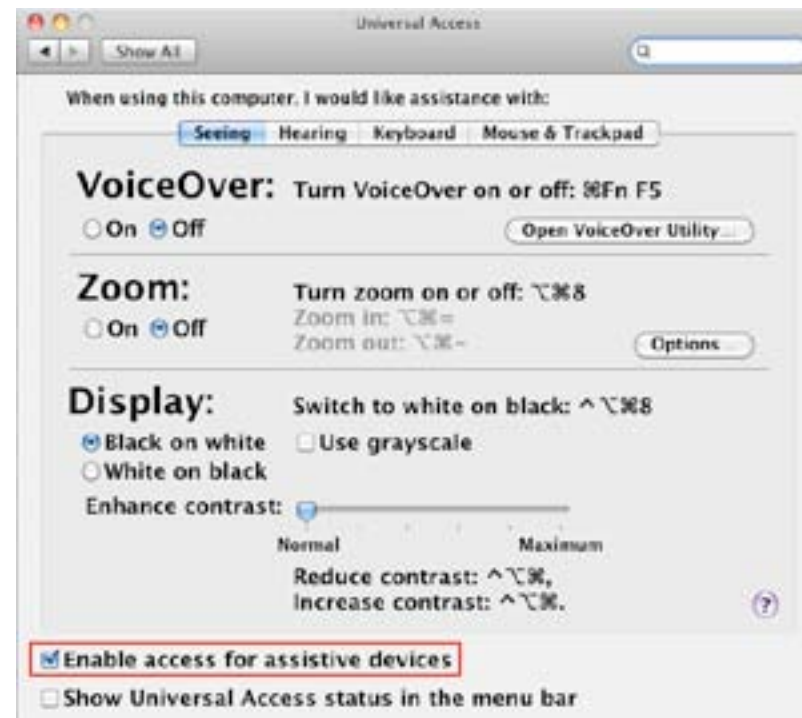 Universal Access
Show All
When using this computer, I would like assistance with:
Seeing Hearing Keyboard Mouse & Trackpad
VoiceOver: Turn VoiceOver on or off: ⌘Fn F5
On Off Open VoiceOver Utility...
Zoom: Turn zoom on or off: ⌥⌘8
On Off Zoom in: ⌥⌘=
Zoom out: ⌥⌘- Options...
Display: Switch to white on black: ^⌥⌘8
Black on white Use grayscale
White on black
Enhance contrast:
Normal Maximum
Reduce contrast: ^⌥⌘,
Increase contrast: ^⌥⌘.
?
Enable access for assistive devices
Show Universal Access status in the menu bar